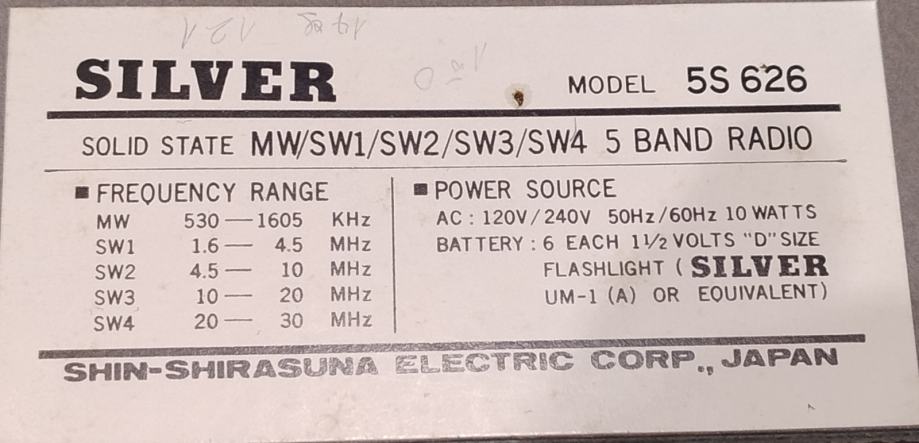 SILVER MODEL 5S 626
SOLID STATE MW/SW1/SW2/SW3/SW4 5 BAND RADIO
■ FREQUENCY RANGE
MW 530 — 1605 KHz
SW1 1.6 — 4.5 MHz
SW2 4.5 — 10 MHz
SW3 10 — 20 MHz
SW4 20 — 30 MHz
■ POWER SOURCE
AC : 120V/240V 50Hz/60Hz 10 WATTS
BATTERY : 6 EACH 1½ VOLTS "D" SIZE
FLASHLIGHT ( SILVER
UM-1 (A) OR EQUIVALENT)
SHIN-SHIRASUNA ELECTRIC CORP., JAPAN